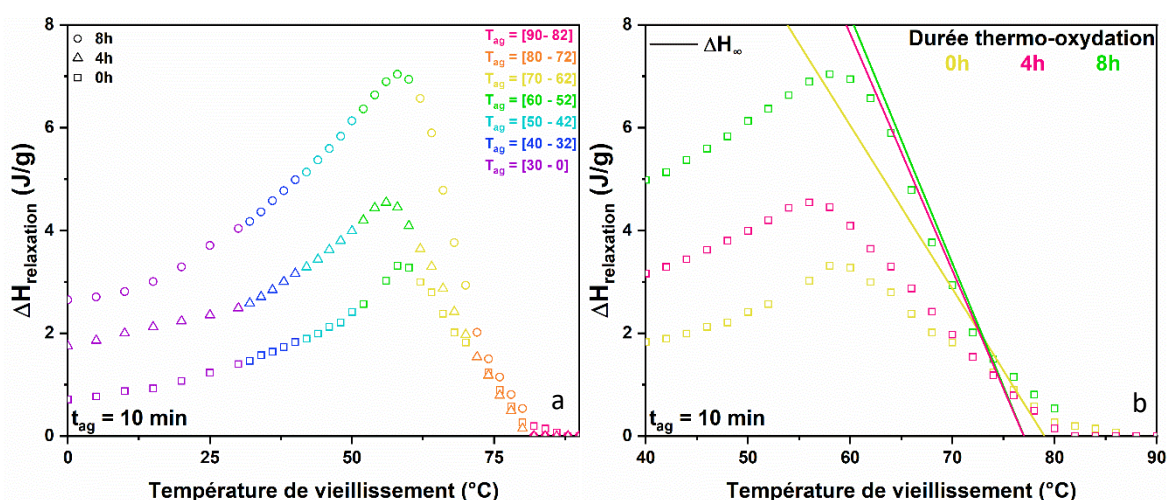 8h
4h
0h
T_ag = [90 - 82]
T_ag = [80 - 72]
T_ag = [70 - 62]
T_ag = [60 - 52]
T_ag = [50 - 42]
T_ag = [40 - 32]
T_ag = [30 - 0]
t_ag = 10 min
a
ΔH_relaxation (J/g)
8
6
4
2
0
0 25 50 75
Température de vieillissement (°C)
ΔH_∞
Durée thermo-oxydation
0h 4h 8h
t_ag = 10 min
b
ΔH_relaxation (J/g)
8
6
4
2
0
40 50 60 70 80 90
Température de vieillissement (°C)